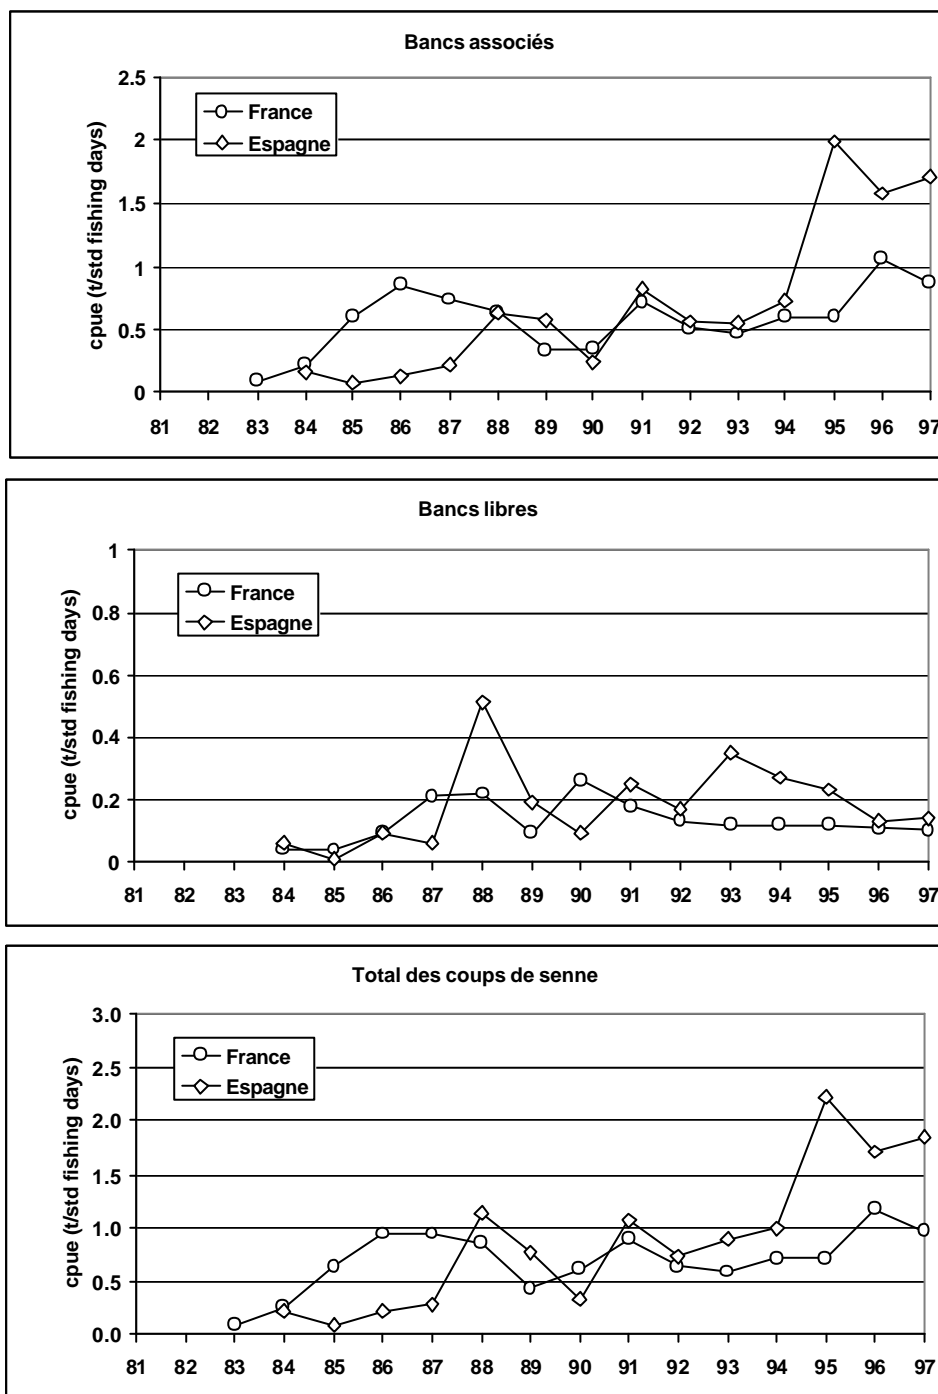 Bancs associés
cpue (t/std fishing days)
2.5
2
1.5
1
0.5
0
France
Espagne
81 82 83 84 85 86 87 88 89 90 91 92 93 94 95 96 97
Bancs libres
cpue (t/std fishing days)
1
0.8
0.6
0.4
0.2
0
France
Espagne
81 82 83 84 85 86 87 88 89 90 91 92 93 94 95 96 97
Total des coups de senne
cpue (t/std fishing days)
3.0
2.5
2.0
1.5
1.0
0.5
0.0
France
Espagne
81 82 83 84 85 86 87 88 89 90 91 92 93 94 95 96 97